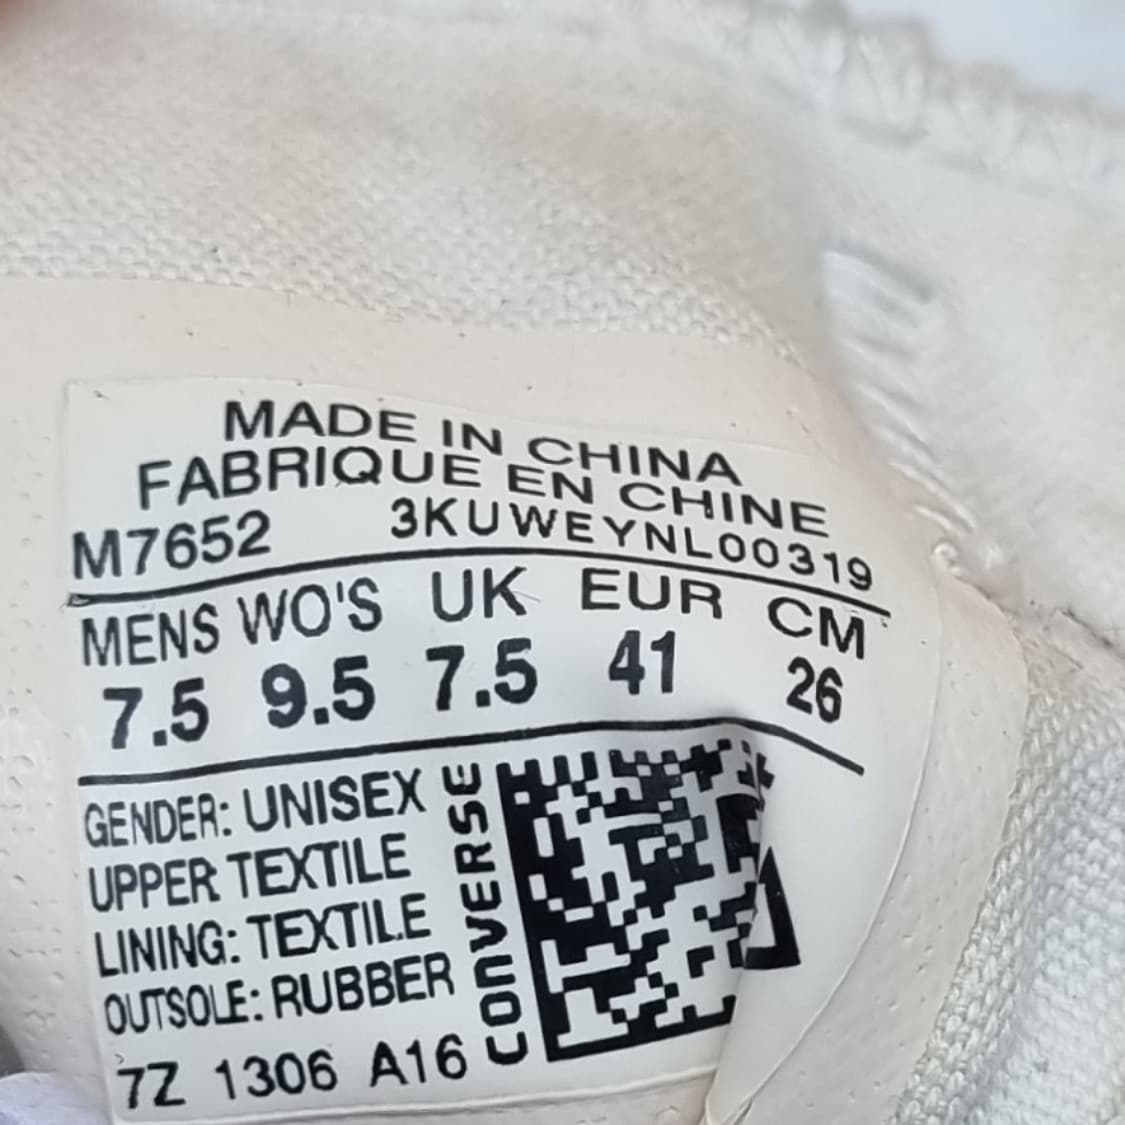 MADE IN CHINA
FABRIQUE EN CHINE
M7652 3KUWEYNL00319
MENS WO'S UK EUR CM
7.5 9.5 7.5 41 26
GENDER: UNISEX
UPPER TEXTILE
LINING: TEXTILE
OUTSOLE: RUBBER
7Z 1306 A16
CONVERSE